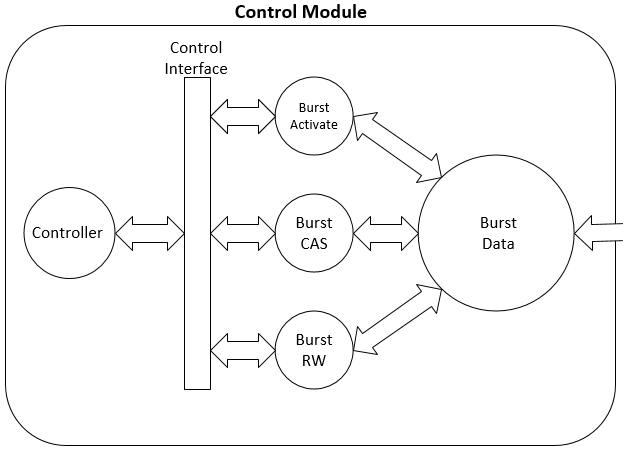 Control Module
Control
Interface
Burst
Activate
Controller
Burst
CAS
Burst
Data
Burst
RW